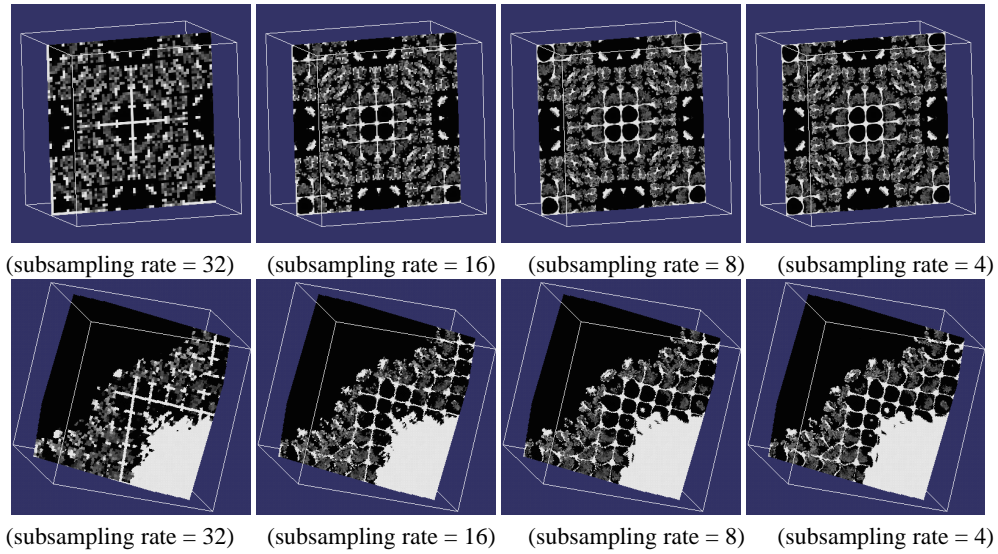 (subsampling rate = 32) (subsampling rate = 16) (subsampling rate = 8) (subsampling rate = 4)
(subsampling rate = 32) (subsampling rate = 16) (subsampling rate = 8) (subsampling rate = 4)